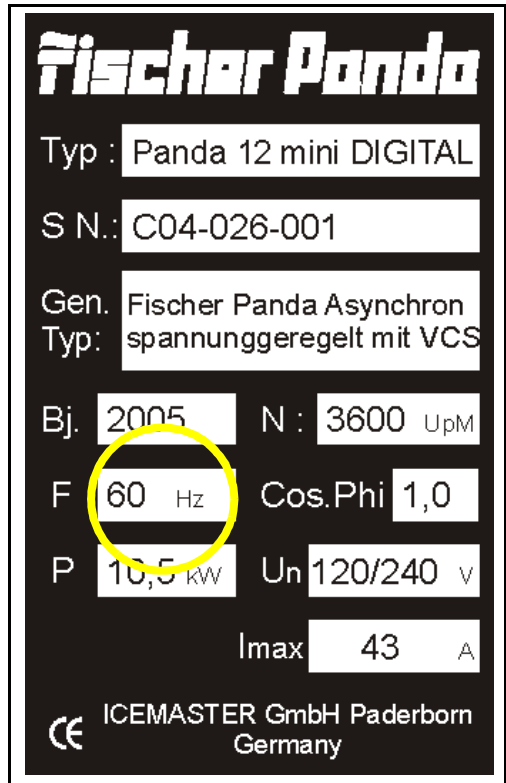 Fischer Panda
Typ : Panda 12 mini DIGITAL
S N.: C04-026-001
Gen. Typ: Fischer Panda Asynchron
spannunggeregelt mit VCS
Bj. 2005 N : 3600 UpM
F 60 Hz Cos.Phi 1,0
P 10,5 kW Un 120/240 V
Imax 43 A
CE ICEMASTER GmbH Paderborn
Germany